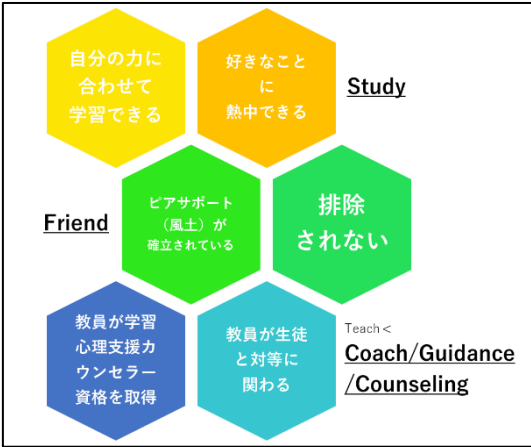 自分の力に
合わせて
学習できる
好きなこと
に
熱中できる
Study
Friend
ピアサポート
（風土）が
確立されている
排除
されない
教員が学習
心理支援カ
ウンセラー
資格を取得
教員が生徒
と対等に
関わる
Teach <
Coach/Guidance
/Counseling